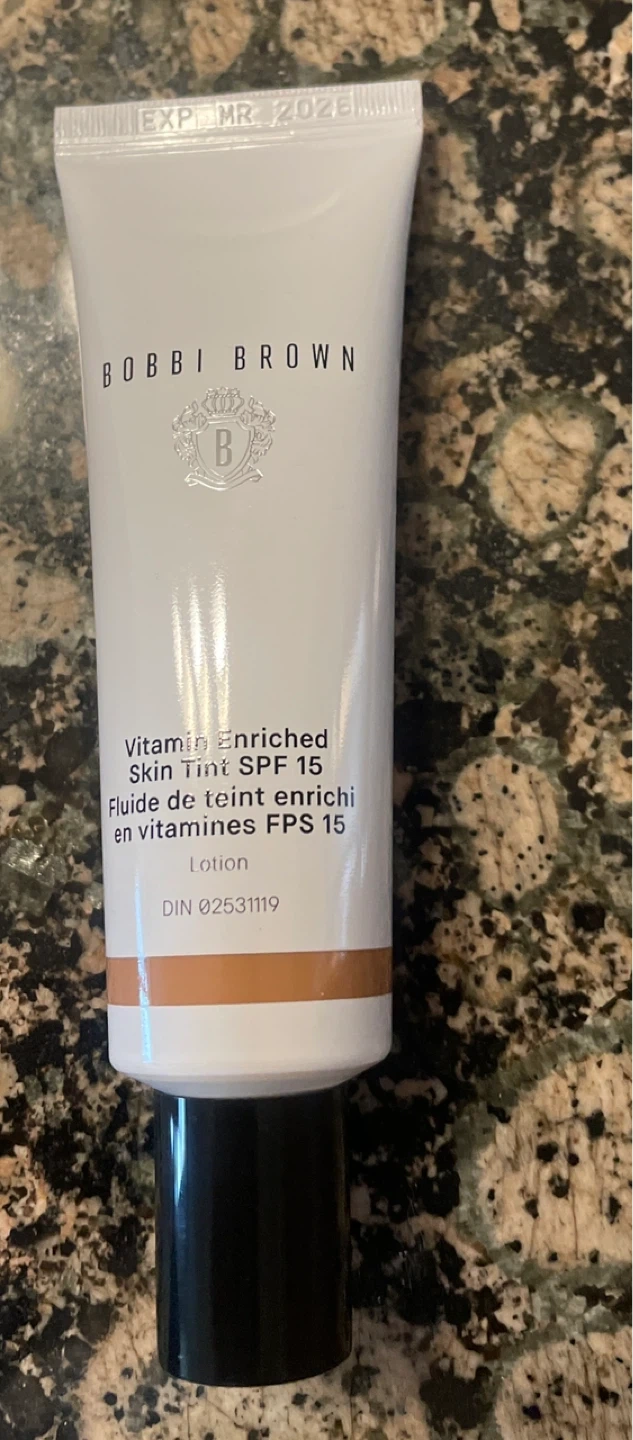 EXP MR 2026
BOBBI BROWN
B
Vitamin Enriched
Skin Tint SPF 15
Fluide de teint enrichi
en vitamines FPS 15
Lotion
DIN 02531119